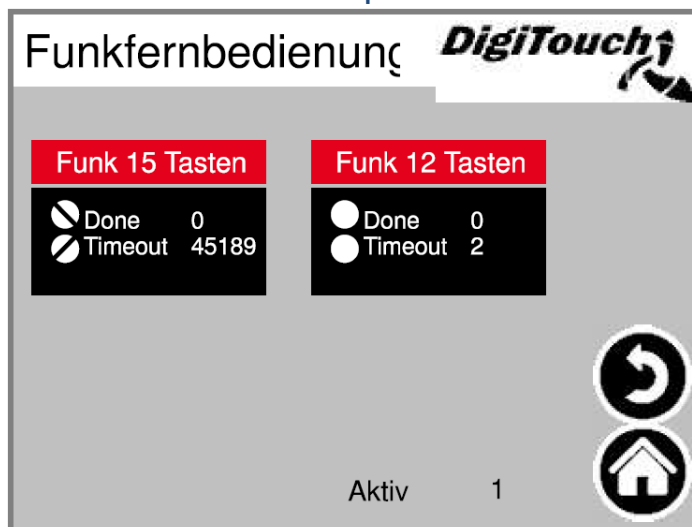 Funkfernbedienung
DigiTouch
Funk 15 Tasten
Done 0
Timeout 45189
Funk 12 Tasten
Done 0
Timeout 2
Aktiv 1